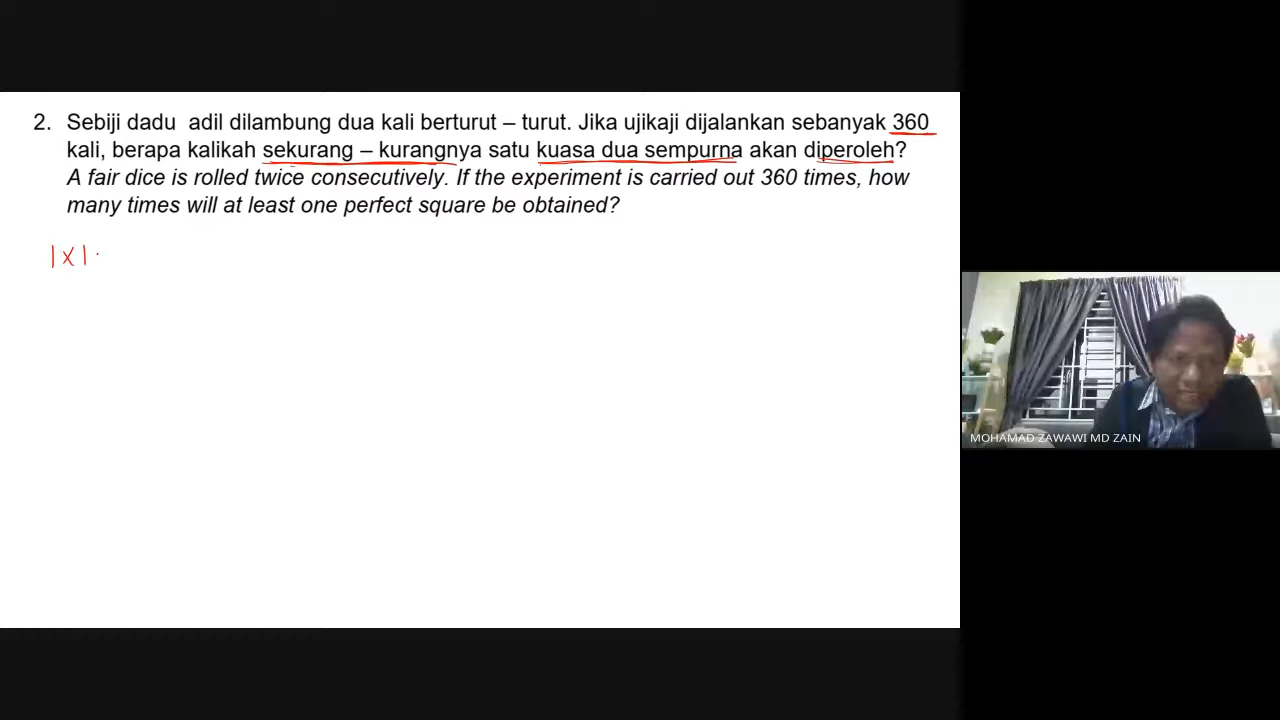 2. Sebiji dadu adil dilambung dua kali berturut – turut. Jika ujikaji dijalankan sebanyak 360
kali, berapa kalikah sekurang – kurangnya satu kuasa dua sempurna akan diperoleh?
A fair dice is rolled twice consecutively. If the experiment is carried out 360 times, how
many times will at least one perfect square be obtained?
1 x 1
MOHAMAD ZAWAWI MD ZAIN